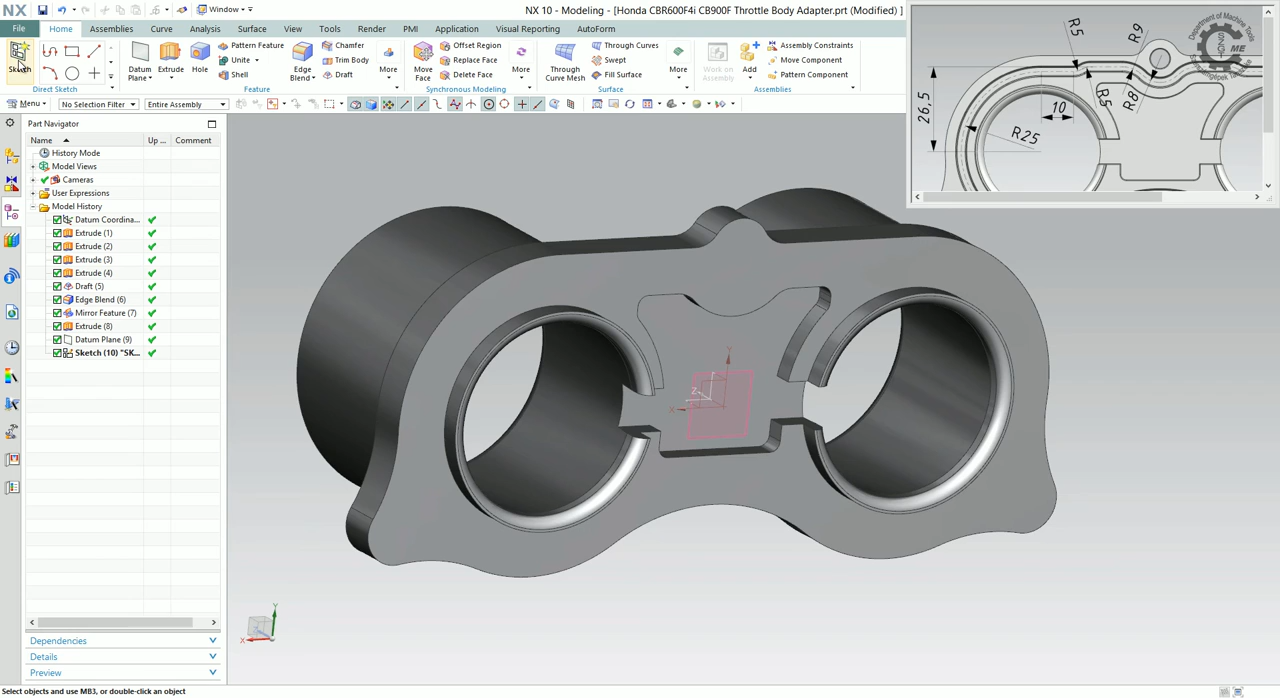 NX
Window
NX 10 - Modeling - [Honda CBR600F4i CB900F Throttle Body Adapter.prt (Modified) ]
File
Home
Assemblies
Curve
Analysis
Surface
View
Tools
Render
PMI
Application
Visual Reporting
AutoForm
Sketch
Direct Sketch
Datum Plane
Extrude
Hole
Pattern Feature
Unite
Shell
Edge Blend
Chamfer
Trim Body
Draft
More
Feature
Move Face
Offset Region
Replace Face
Delete Face
More
Synchronous Modeling
Through Curve Mesh
Through Curves
Swept
Fill Surface
More
Surface
Work on Assembly
Add
Assembly Constraints
Move Component
Pattern Component
Assemblies
Menu
No Selection Filter
Entire Assembly
Part Navigator
Name
Up ...
Comment
History Mode
Model Views
Cameras
User Expressions
Model History
Datum Coordina...
Extrude (1)
Extrude (2)
Extrude (3)
Extrude (4)
Draft (5)
Edge Blend (6)
Mirror Feature (7)
Extrude (8)
Datum Plane (9)
Sketch (10) "SK...
Dependencies
Details
Preview
Y
Z
X
Y
X
R5
R9
26,5
R5
R8
10
R25
Department of Machine Tools
ME
Select objects and use MB3, or double-click an object